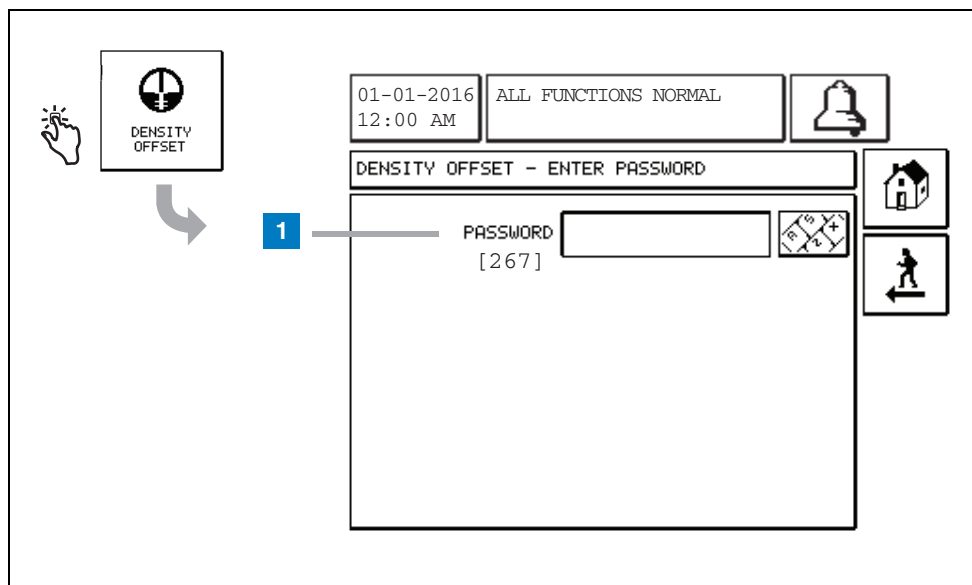 DENSITY
OFFSET
01-01-2016
12:00 AM
ALL FUNCTIONS NORMAL
DENSITY OFFSET - ENTER PASSWORD
1
PASSWORD
[267]